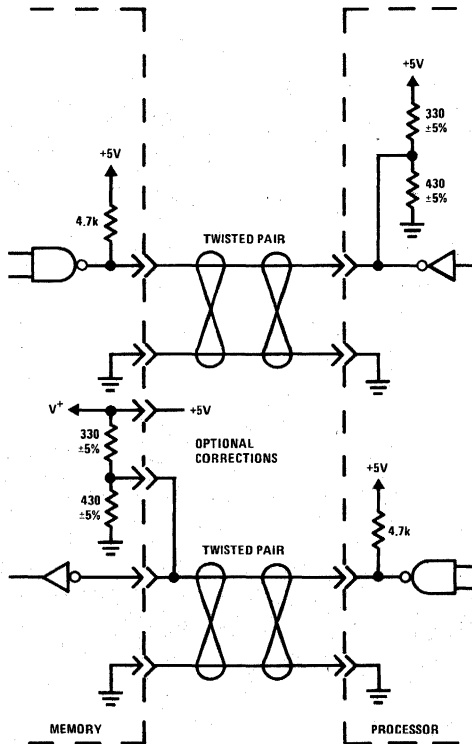 +5V
330
±5%
430
±5%
+5V
4.7k
TWISTED PAIR
V+
+5V
330
±5%
430
±5%
OPTIONAL
CORRECTIONS
+5V
4.7k
TWISTED PAIR
MEMORY
PROCESSOR